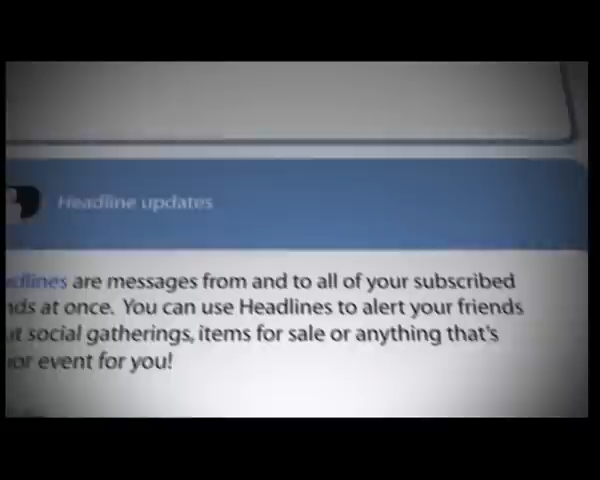 Headline updates
are messages from and to all of your subscribed
at once. You can use Headlines to alert your friends
social gatherings, items for sale or anything that's
event for you!